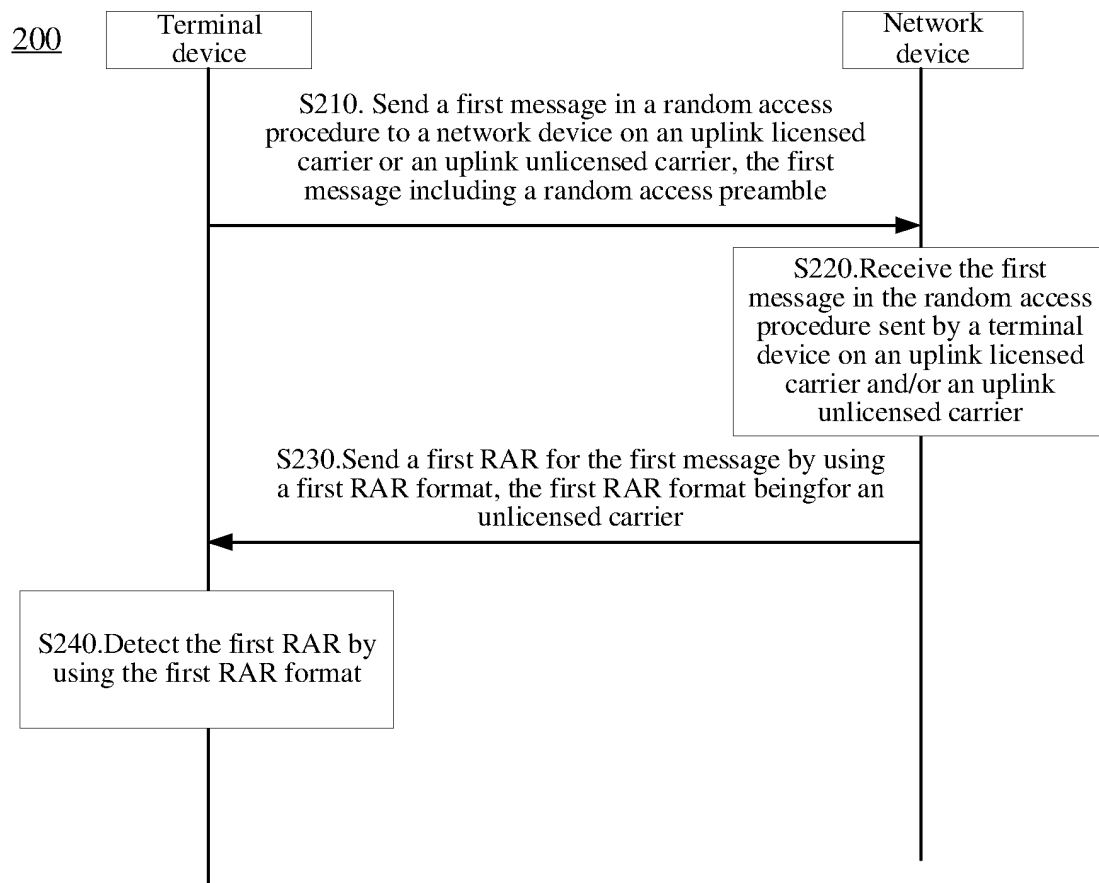 200
Terminal
device
Network
device
S210. Send a first message in a random access
procedure to a network device on an uplink licensed
carrier or an uplink unlicensed carrier, the first
message including a random access preamble
S220.Receive the first
message in the random access
procedure sent by a terminal
device on an uplink licensed
carrier and/or an uplink
unlicensed carrier
S230.Send a first RAR for the first message by using
a first RAR format, the first RAR format beingfor an
unlicensed carrier
S240.Detect the first RAR by
using the first RAR format